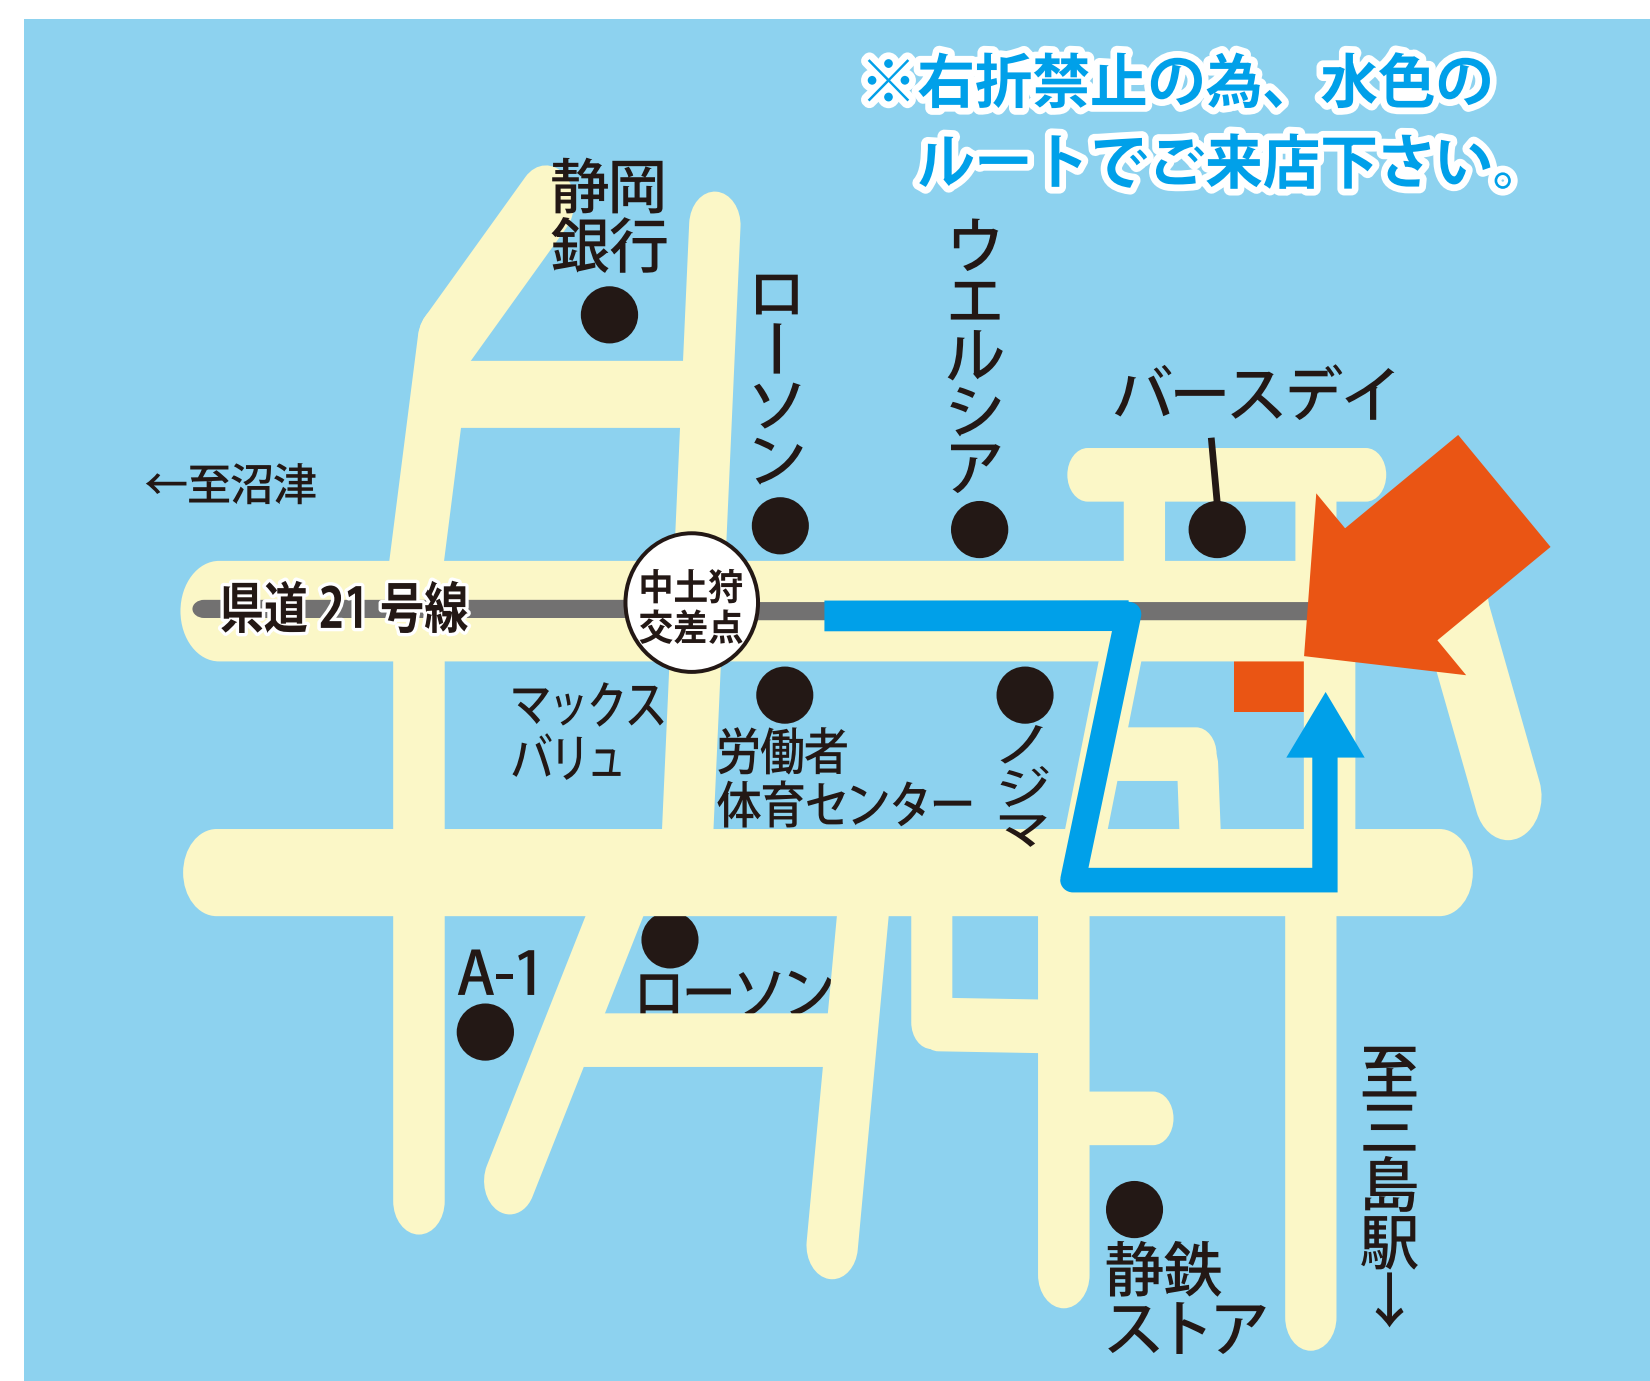 ※右折禁止の為、水色の
ルートでご来店下さい。
静岡
銀行
ローソン
ウエルシア
バースデイ
←至沼津
県道21号線
中土狩
交差点
マックス
バリュ
労働者
体育センター
ノジマ
A-1
ローソン
至三島駅→
静鉄
ストア